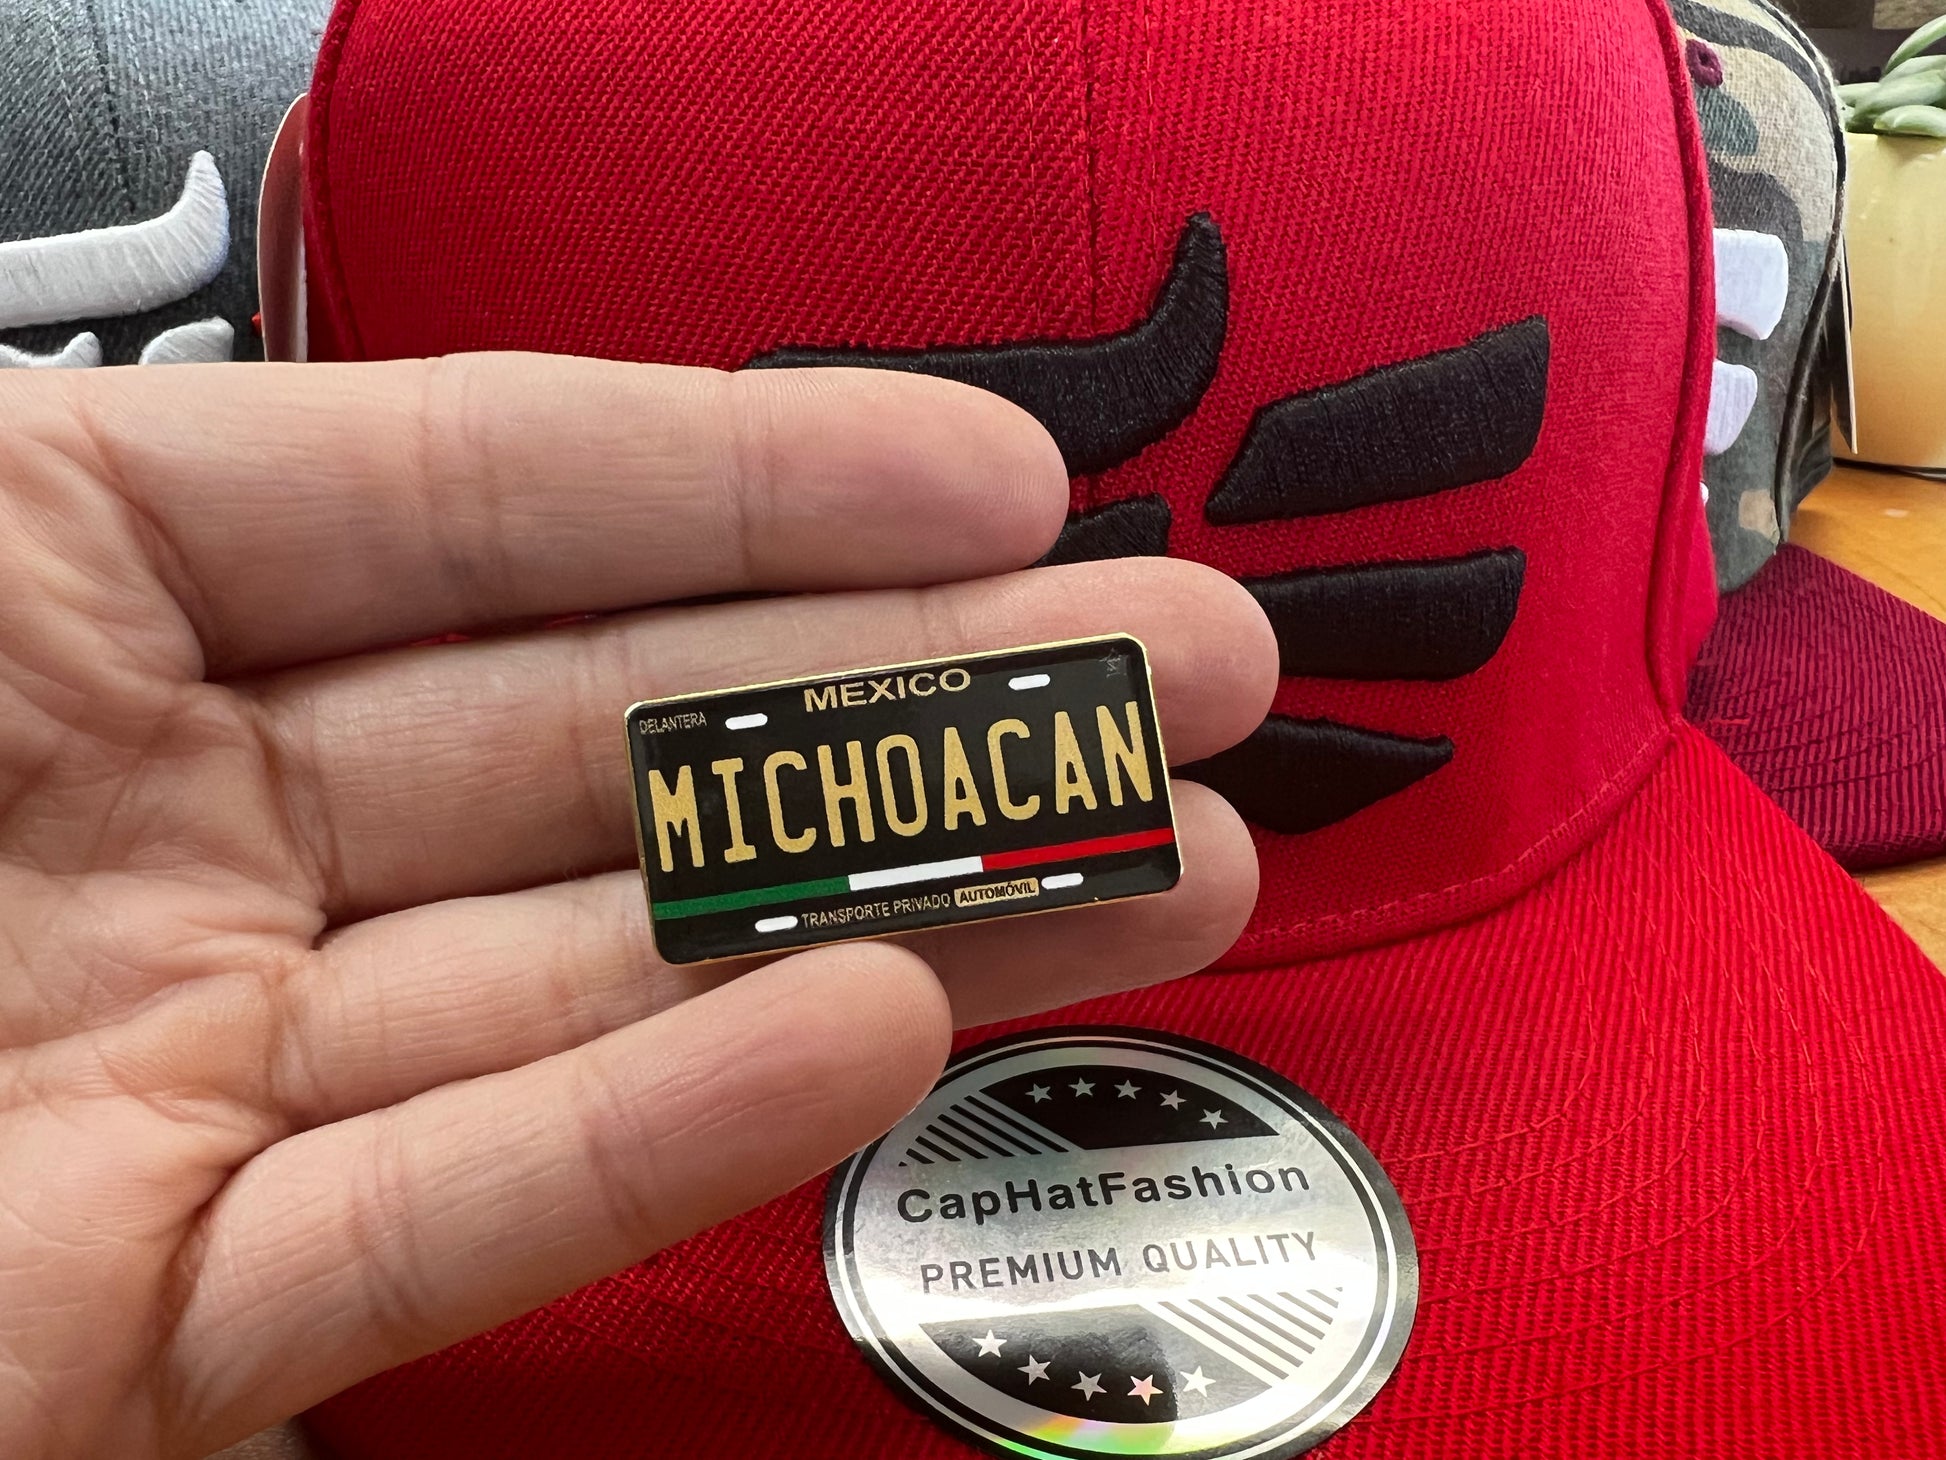 MEXICO
DELANTERA
MICHOACAN
TRANSPORTE PRIVADO AUTOMÓVIL
CapHatFashion
PREMIUM QUALITY